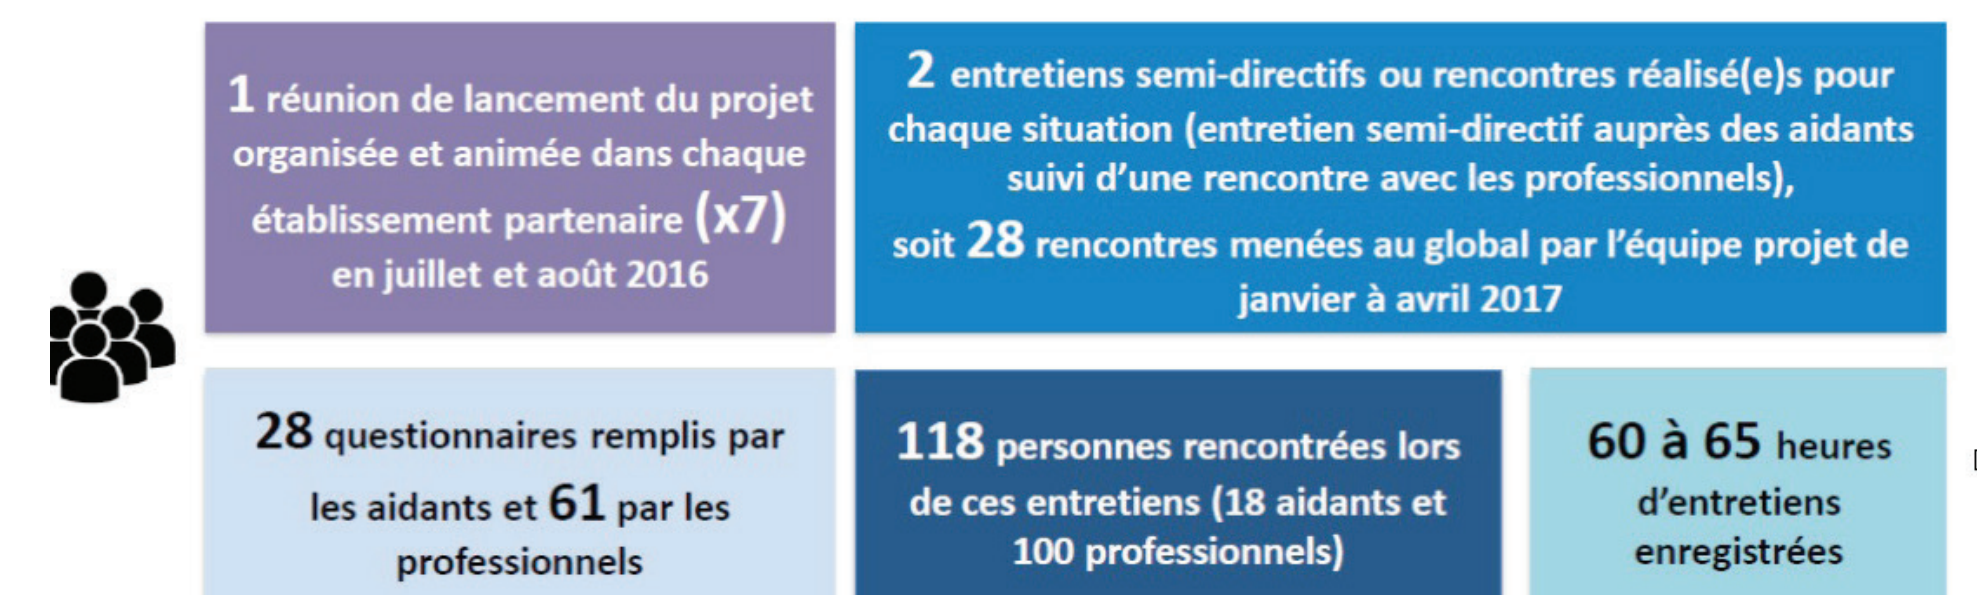 1 réunion de lancement du projet
organisée et animée dans chaque
établissement partenaire (x7)
en juillet et août 2016
2 entretiens semi-directifs ou rencontres réalisé(e)s pour
chaque situation (entretien semi-directif auprès des aidants
suivi d’une rencontre avec les professionnels),
soit 28 rencontres menées au global par l’équipe projet de
janvier à avril 2017
28 questionnaires remplis par
les aidants et 61 par les
professionnels
118 personnes rencontrées lors
de ces entretiens (18 aidants et
100 professionnels)
60 à 65 heures
d’entretiens
enregistrées